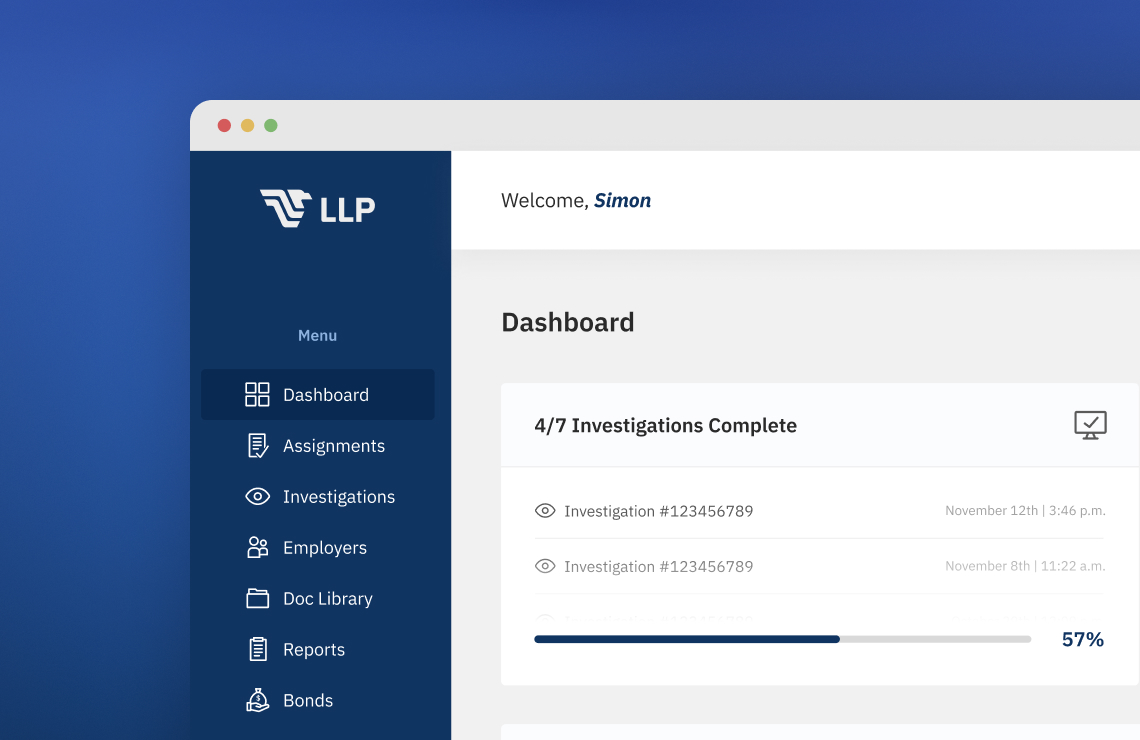 LLP
Welcome, Simon
Menu
Dashboard
Assignments
Investigations
Employers
Doc Library
Reports
Bonds
Dashboard
4/7 Investigations Complete
Investigation #123456789
November 12th | 3:46 p.m.
Investigation #123456789
November 8th | 11:22 a.m.
57%